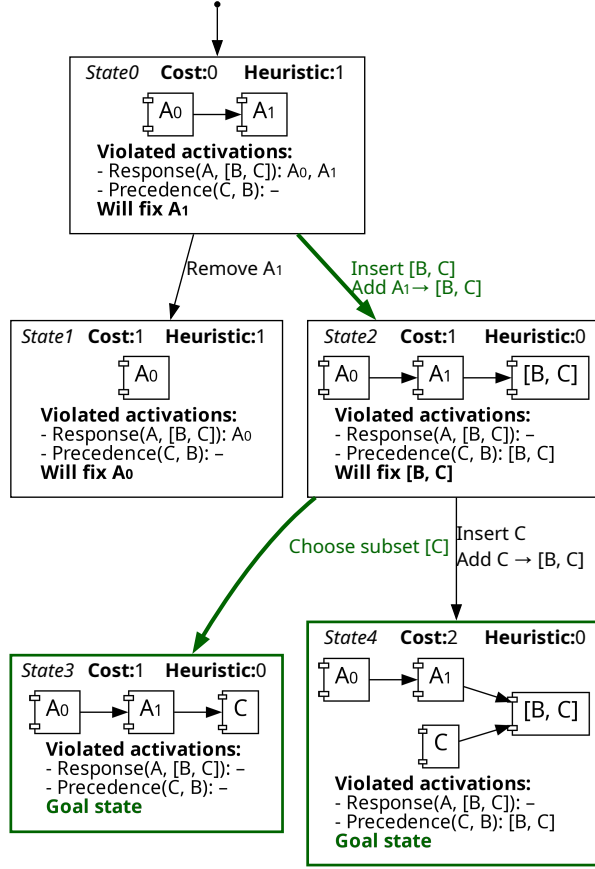 State0 Cost:0 Heuristic:1
A0 A1
Violated activations:
- Response(A, [B, C]): A0, A1
- Precedence(C, B): –
Will fix A1
Remove A1
Insert [B, C]
Add A1→ [B, C]
State1 Cost:1 Heuristic:1
A0
Violated activations:
- Response(A, [B, C]): A0
- Precedence(C, B): –
Will fix A0
State2 Cost:1 Heuristic:0
A0 A1 [B, C]
Violated activations:
- Response(A, [B, C]): –
- Precedence(C, B): [B, C]
Will fix [B, C]
Choose subset [C]
Insert C
Add C → [B, C]
State3 Cost:1 Heuristic:0
A0 A1 C
Violated activations:
- Response(A, [B, C]): –
- Precedence(C, B): –
Goal state
State4 Cost:2 Heuristic:0
A0 A1
[B, C]
C
Violated activations:
- Response(A, [B, C]): –
- Precedence(C, B): [B, C]
Goal state